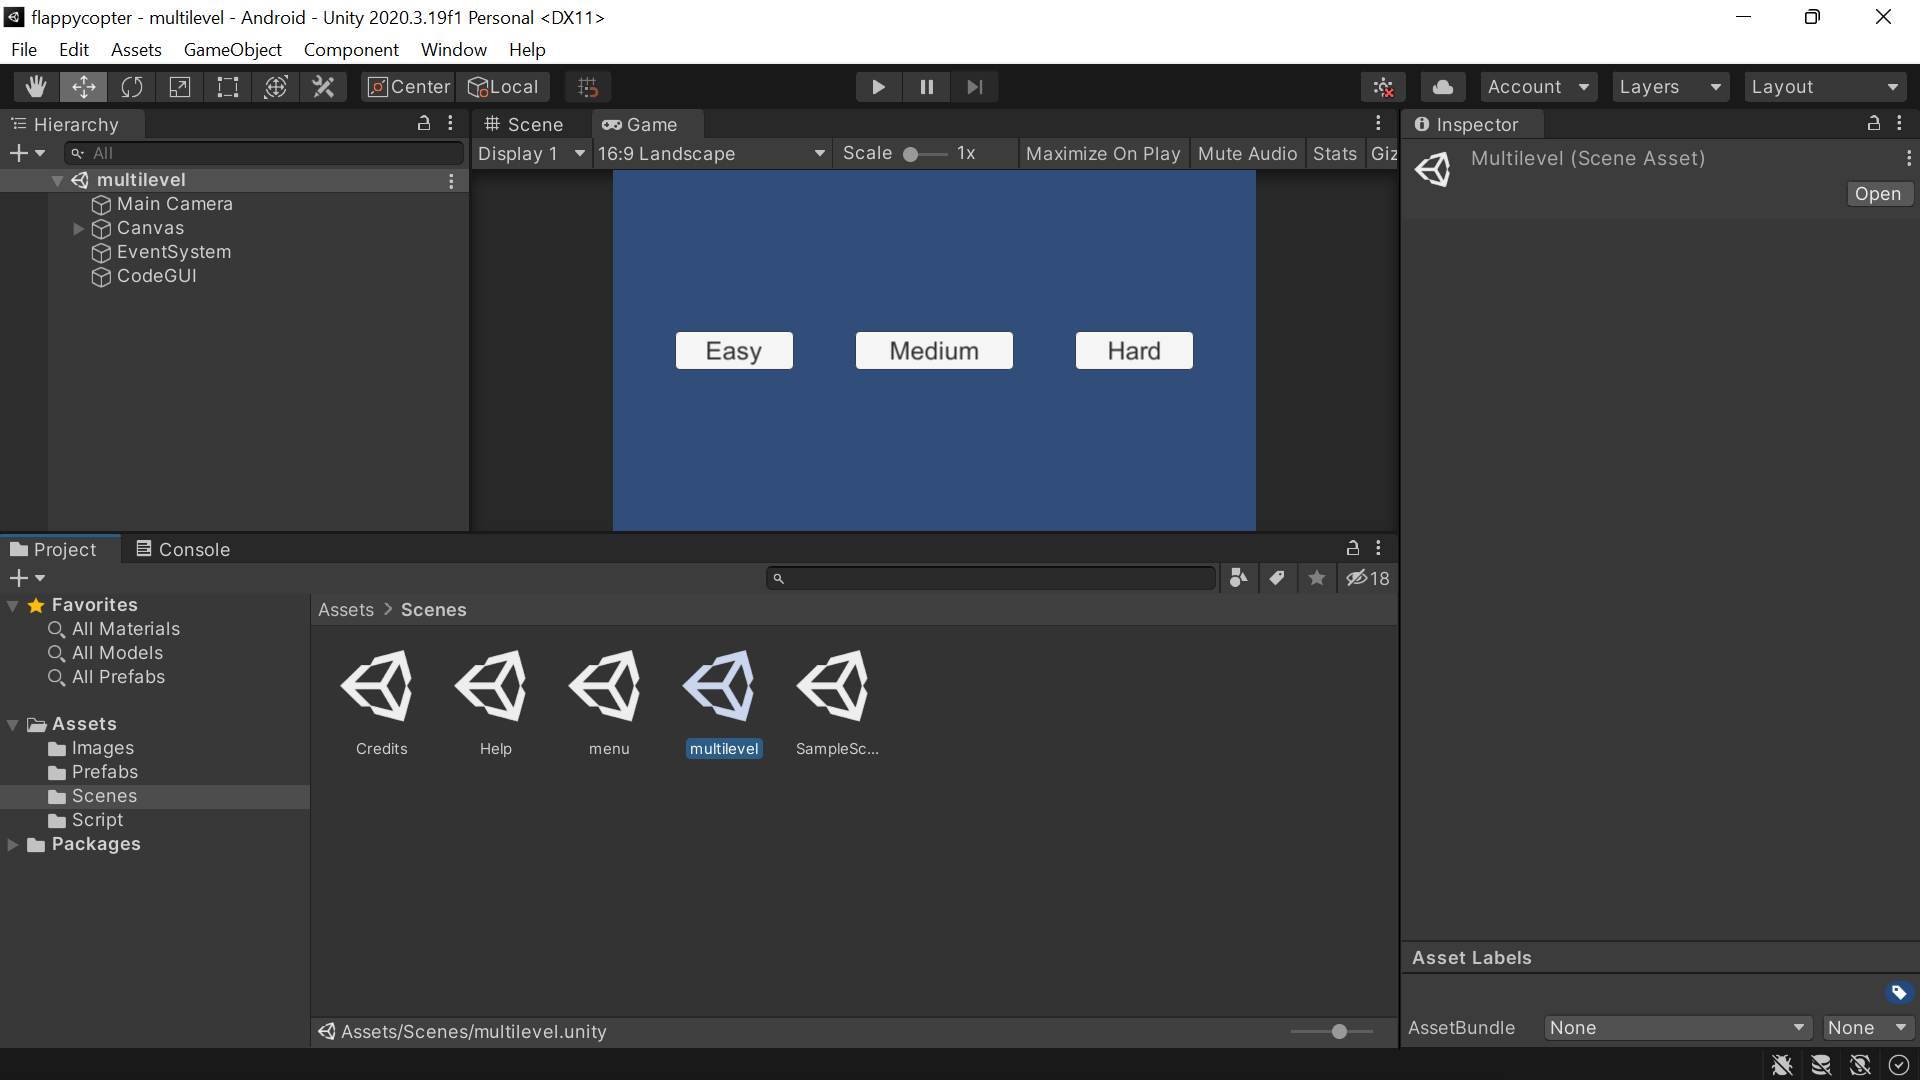 flappycopter - multilevel - Android - Unity 2020.3.19f1 Personal <DX11>
File Edit Assets GameObject Component Window Help
Center Local Account Layers Layout
Hierarchy
All
multilevel
Main Camera
Canvas
EventSystem
CodeGUI
Scene Game
Display 1 16:9 Landscape Scale 1x Maximize On Play Mute Audio Stats Giz
Easy Medium Hard
Inspector
Multilevel (Scene Asset)
Open
Project Console
18
Favorites
All Materials
All Models
All Prefabs
Assets
Images
Prefabs
Scenes
Script
Packages
Assets > Scenes
Credits Help menu multilevel SampleSc...
Assets/Scenes/multilevel.unity
Asset Labels
AssetBundle None None